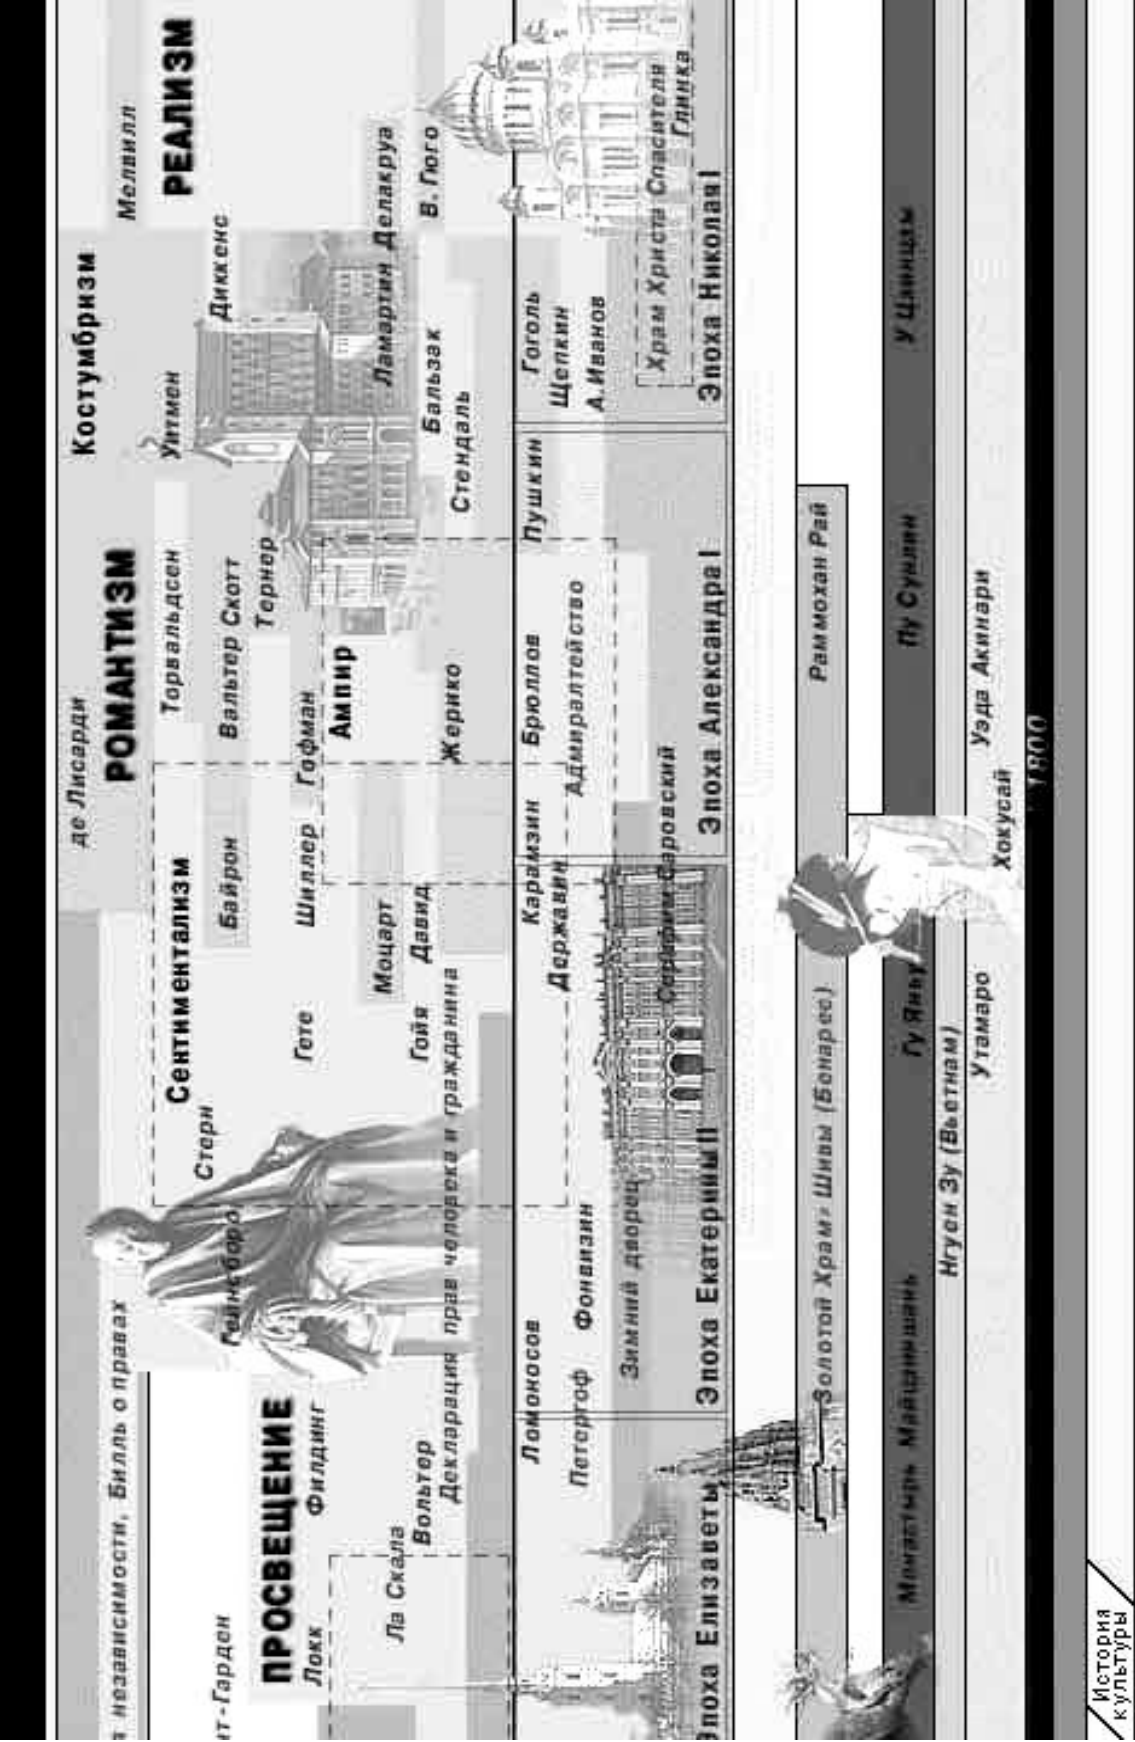 Костумбризм
де Лисарди
Мелвилл
РОМАНТИЗМ
я независимости, Билль о правах
РЕАЛИЗМ
Уитмен
Торвальдсен
Сентиментализм
Стерн
Диккенс
Вальтер Скотт
Байрон
Гейнсборо
нт-Гарден
Тернер
ПРОСВЕЩЕНИЕ
Гофман
Шиллер
Гете
Филдинг
Локк
Ампир
Ламартин Делакруа
Моцарт
Ла Скала
В. Гюго
Бальзак
Давид
Гойя
Вольтер
Стендаль
Жерико
Декларация прав человека и гражданина
Гоголь
Пушкин
Брюллов
Карамзин
Ломоносов
Щепкин
Державин
А.Иванов
Адмиралтейство
Фонвизин
Петергоф
Зимний дворец
Храм Христа Спасителя
Глинка
Серафим Саровский
Эпоха Николая I
Эпоха Александра I
Эпоха Екатерины II
Эпоха Елизаветы
Раммохан Рай
"Золотой Храм" Шивы (Бенарес)
У Цзинцзы
Пу Сунлин
Гу Яньу
Монастырь Майцзишань
Нгуен Зу (Вьетнам)
Уэда Акинари
Утамаро
Хокусай
1800
История
культуры